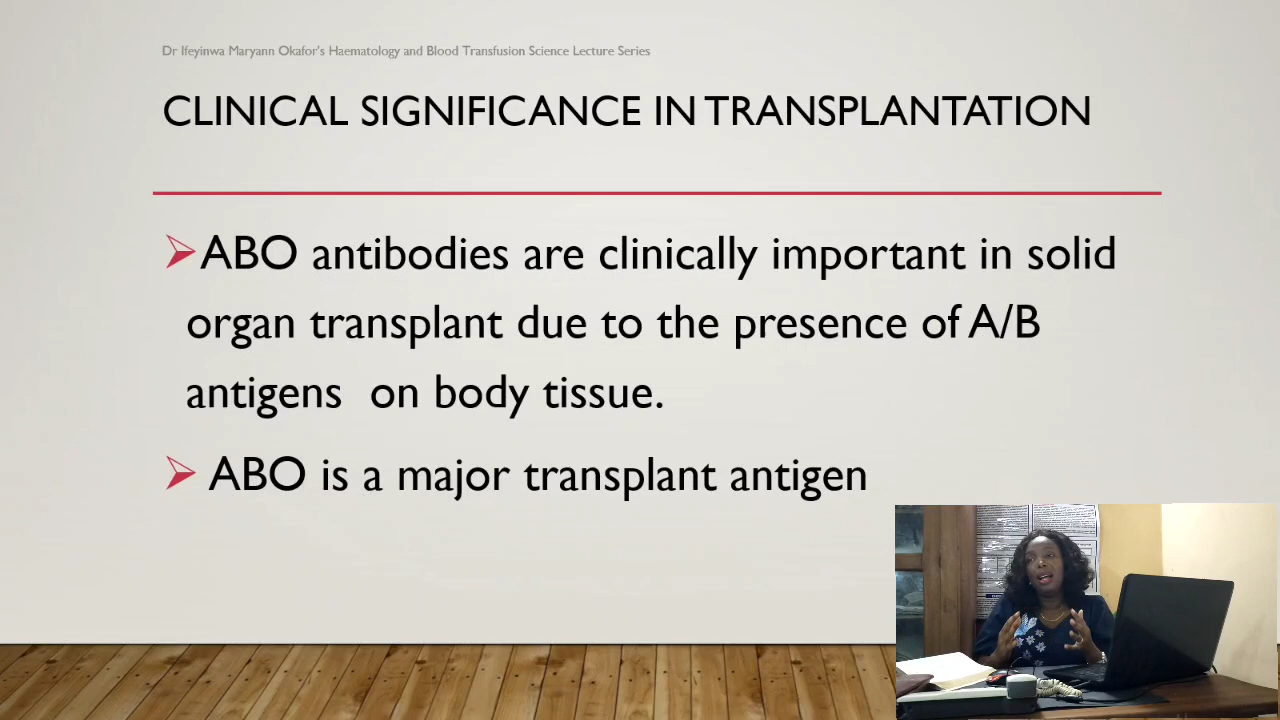 Dr Ifeyinwa Maryann Okafor's Haematology and Blood Transfusion Science Lecture Series
CLINICAL SIGNIFICANCE IN TRANSPLANTATION
ABO antibodies are clinically important in solid
organ transplant due to the presence of A/B
antigens on body tissue.
ABO is a major transplant antigen